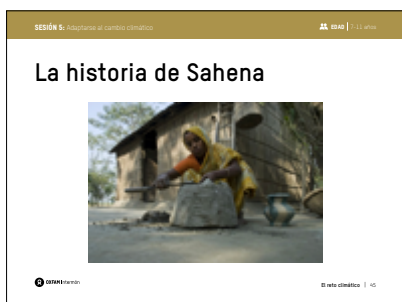 SESIÓN 5: Adaptarse al cambio climático
EDAD | 7-11 años
La historia de Sahena
OXFAM Intermón
El reto climático | 45